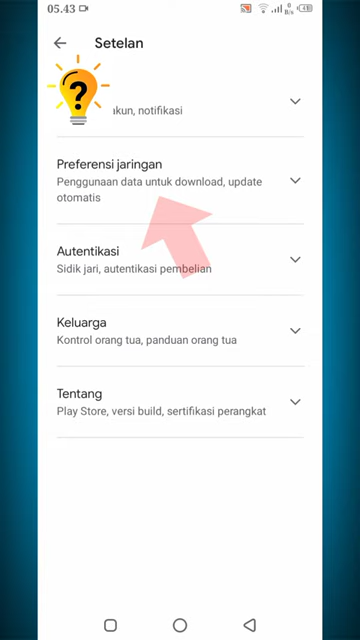 05.43
Setelan
akun, notifikasi
Preferensi jaringan
Penggunaan data untuk download, update
otomatis
Autentikasi
Sidik jari, autentikasi pembelian
Keluarga
Kontrol orang tua, panduan orang tua
Tentang
Play Store, versi build, sertifikasi perangkat